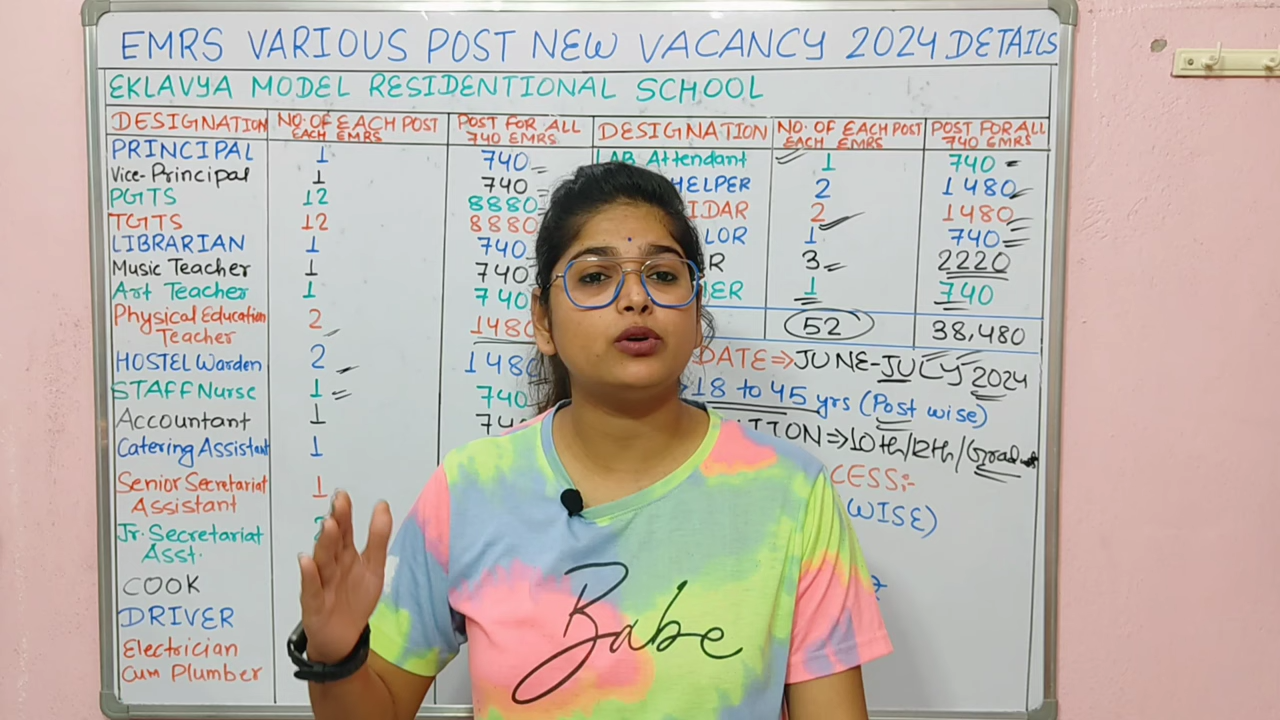 EMRS VARIOUS POST NEW VACANCY 2024 DETAILS
EKLAVYA MODEL RESIDENTIONAL SCHOOL
DESIGNATION NO. OF EACH POST EACH EMRS POST FOR ALL 740 EMRS
PRINCIPAL 1 740
Vice-Principal 1 740
PGTS 12 8880
TGTTS 12 8880
LIBRARIAN 1 740
Music Teacher 1 740
Art Teacher 1 740
Physical Education 2 1480
Teacher
HOSTEL Warden 2 1480
STAFF Nurse 1 740
Accountant 1
Catering Assistant 1
Senior Secretariat 1
Assistant
Jr. Secretariat
Asst.
COOK
DRIVER
Electrician
Cum Plumber
DESIGNATION NO. OF EACH POST EACH EMRS POST FOR ALL 740 EMRS
LAB Attendant 1 740
HELPER 2 1480
2 1480
1 740
3 2220
1 740
52 38,480
DATE ⇒ JUNE-JULY 2024
18 to 45 yrs (Post wise)
⇒ 10th/12th/
WISE)
Babe